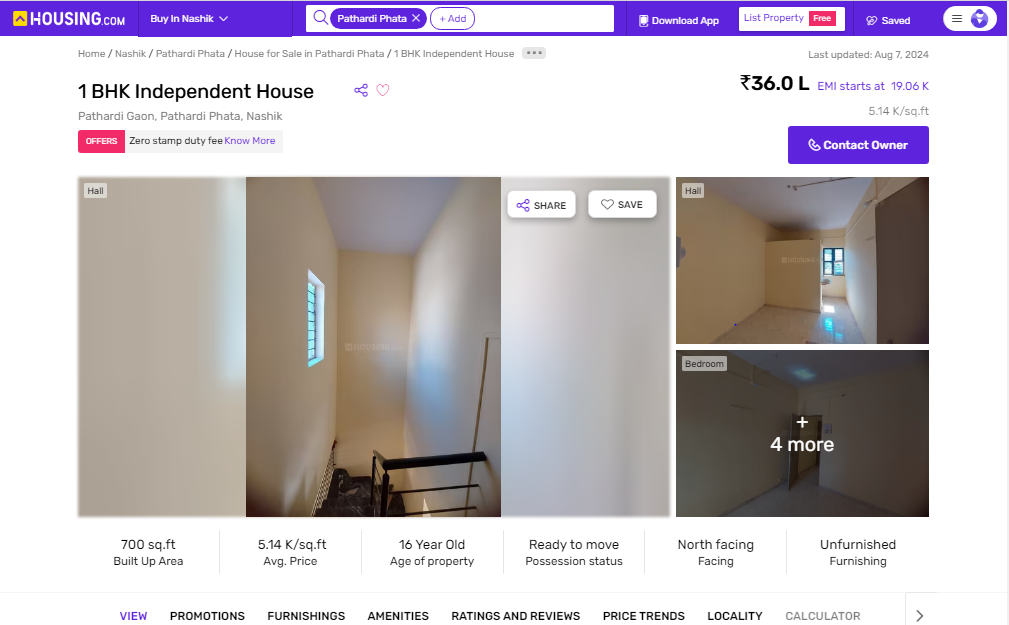 HOUSING.COM
Buy In Nashik
Pathardi Phata ✕
+ Add
Download App
List Property Free
Saved
Home / Nashik / Pathardi Phata / House for Sale in Pathardi Phata / 1 BHK Independent House
Last updated: Aug 7, 2024
1 BHK Independent House
₹36.0 L EMI starts at 19.06 K
Pathardi Gaon, Pathardi Phata, Nashik
5.14 K/sq.ft
OFFERS Zero stamp duty fee Know More
Contact Owner
Hall
SHARE
SAVE
Hall
HOUSING
HOUSING
Bedroom
+
4 more
700 sq.ft
Built Up Area
5.14 K/sq.ft
Avg. Price
16 Year Old
Age of property
Ready to move
Possession status
North facing
Facing
Unfurnished
Furnishing
VIEW PROMOTIONS FURNISHINGS AMENITIES RATINGS AND REVIEWS PRICE TRENDS LOCALITY CALCULATOR